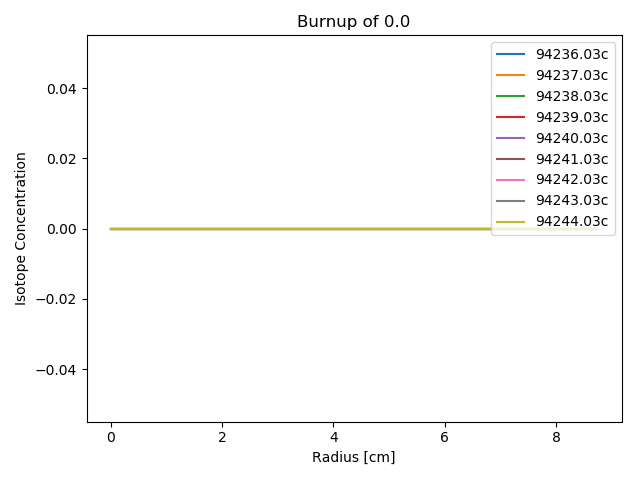 Burnup of 0.0
94236.03c
94237.03c
94238.03c
94239.03c
94240.03c
94241.03c
94242.03c
94243.03c
94244.03c
0.04
0.02
0.00
−0.02
−0.04
Isotope Concentration
0 2 4 6 8
Radius [cm]